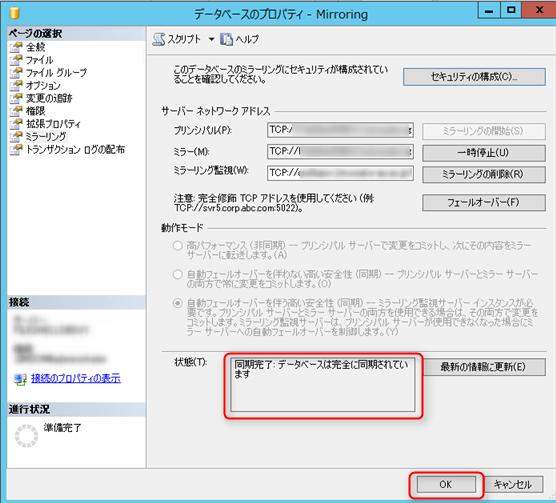 データベースのプロパティ - Mirroring
ページの選択
全般
ファイル
ファイル グループ
オプション
変更の追跡
権限
拡張プロパティ
ミラーリング
トランザクション ログの配布
スクリプト
ヘルプ
このデータベースのミラーリングにセキュリティが構成されてい
ることを確認してください。
セキュリティの構成(C)...
サーバー ネットワーク アドレス
プリンシパル(P):
TCP:/
ミラーリングの開始(S)
ミラー(M):
TCP://
一時停止(U)
ミラーリング監視(W):
TCP://
ミラーリングの削除(R)
注意: 完全修飾 TCP アドレスを使用してください (例:
TCP://svr5.corp.abc.com:5022)。
フェールオーバー(F)
動作モード
高パフォーマンス (非同期) -- プリンシパル サーバーで変更をコミットし、次にその内容をミラー
サーバーに転送します。(A)
自動フェールオーバーを伴わない高い安全性 (同期) -- プリンシパル サーバーとミラー サーバー
の両方で常に変更をコミットします。(O)
自動フェールオーバーを伴う高い安全性 (同期) -- ミラーリング監視サーバー インスタンスが必
要です。プリンシパル サーバーとミラー サーバーの両方を使用できる場合は、その両方で変更を
コミットします。ミラーリング監視サーバーは、プリンシパル サーバーが使用できなくなった場合にミ
ラー サーバーへの自動フェールオーバーを制御します。(Y)
接続
接続のプロパティの表示
進行状況
準備完了
状態(T):
同期完了: データベースは完全に同期されてい
ます
最新の情報に更新(E)
OK
キャンセル